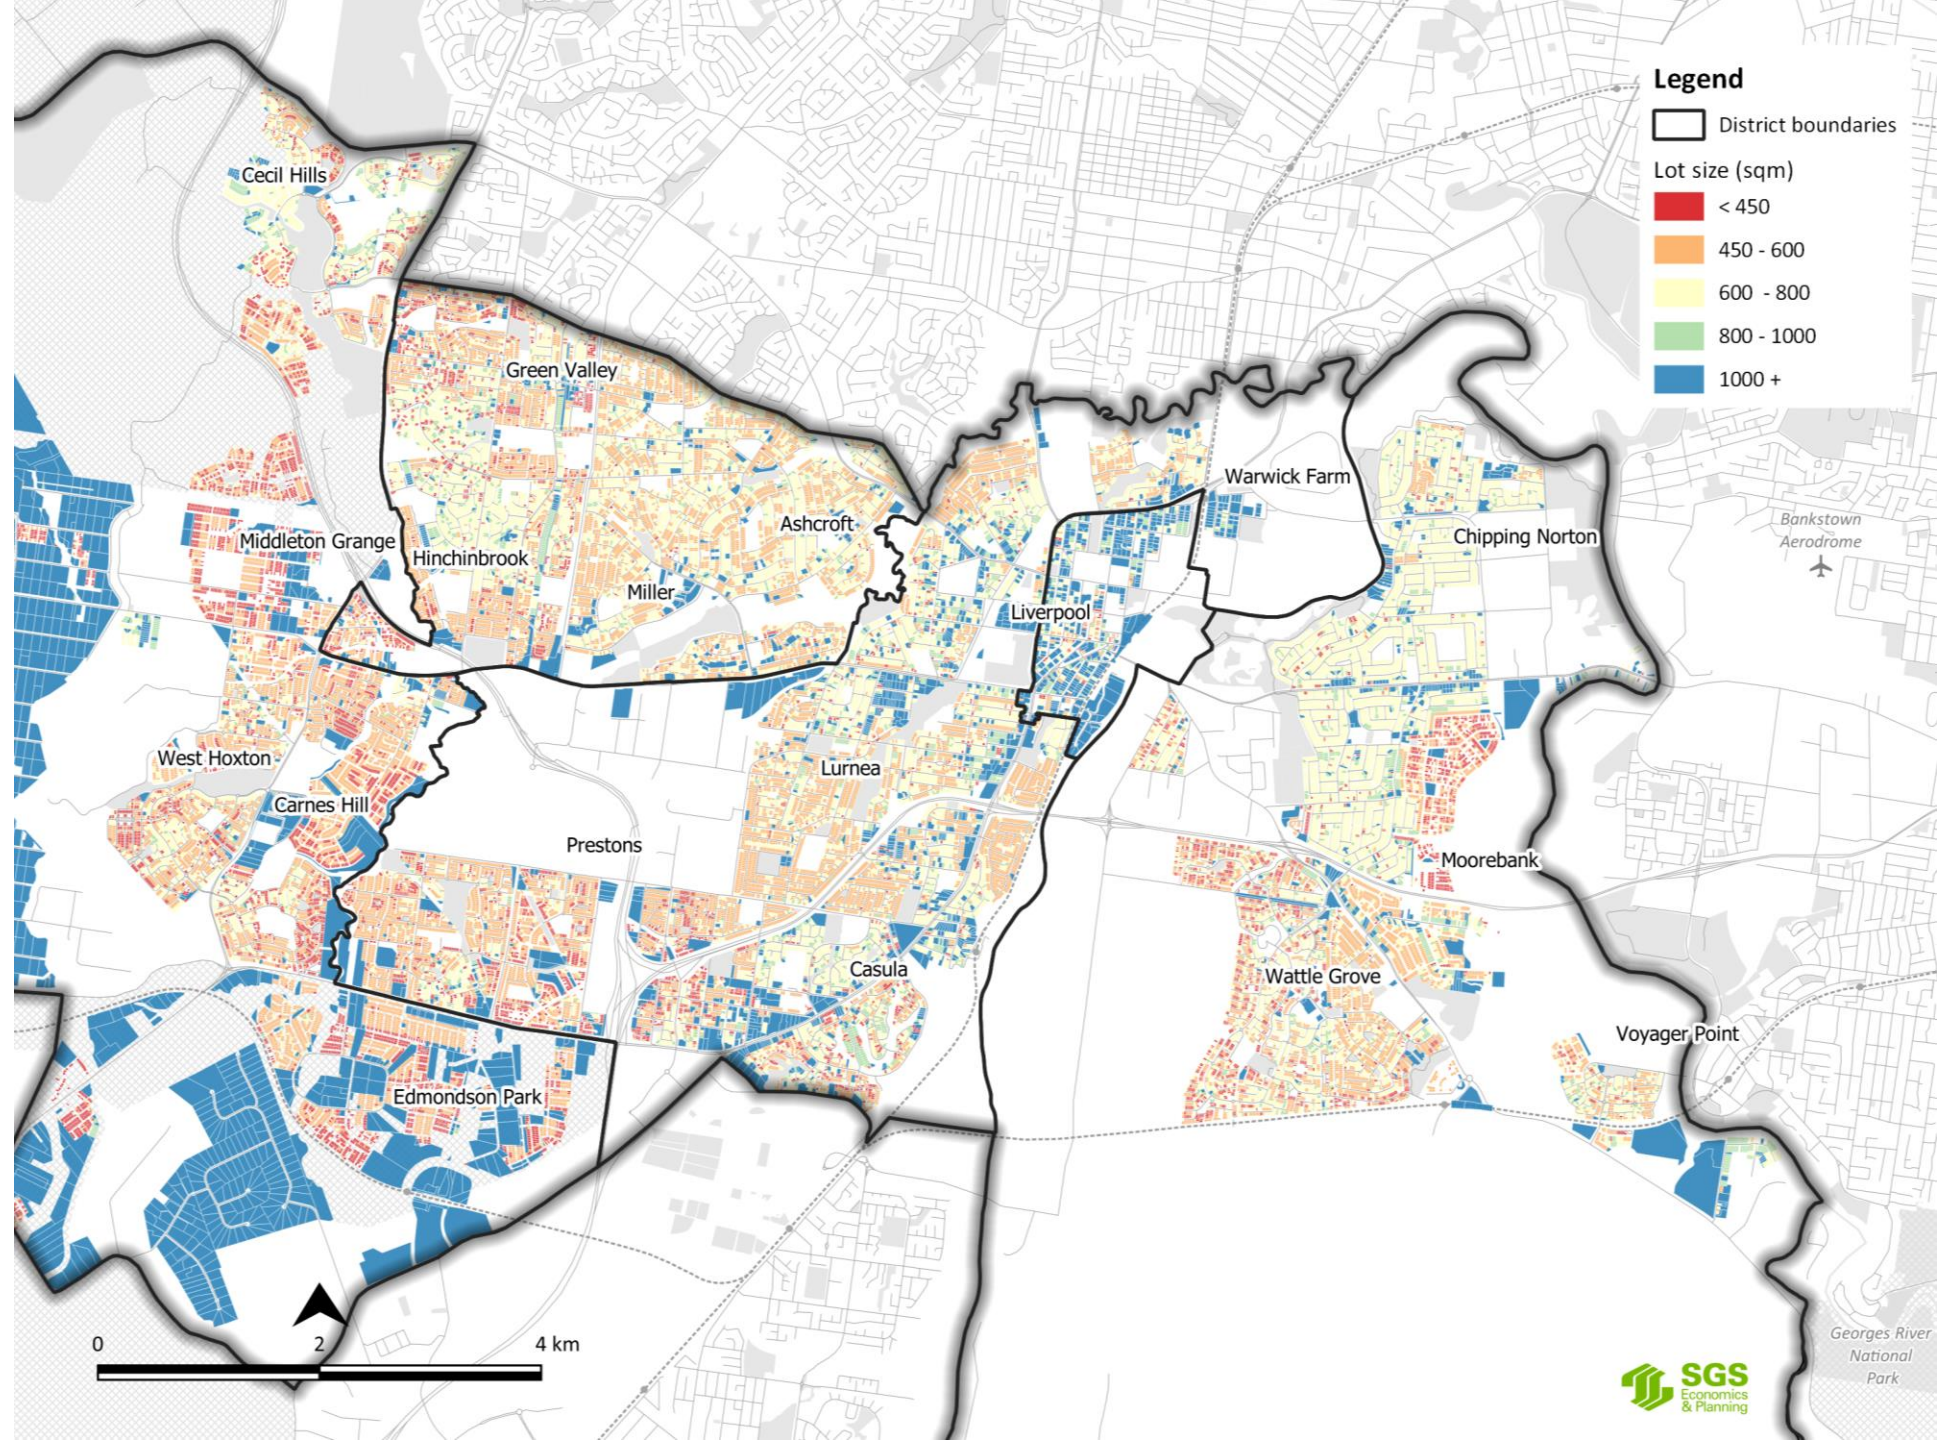 Legend
District boundaries
Lot size (sqm)
< 450
450 - 600
600 - 800
800 - 1000
1000 +
Cecil Hills
Green Valley
Warwick Farm
Ashcroft
Chipping Norton
Bankstown
Aerodrome
Middleton Grange
Hinchinbrook
Miller
Liverpool
West Hoxton
Lurnea
Carnes Hill
Prestons
Moorebank
Casula
Wattle Grove
Voyager Point
Edmondson Park
0
2
4 km
Georges River
National
Park
SGS
Economics
& Planning